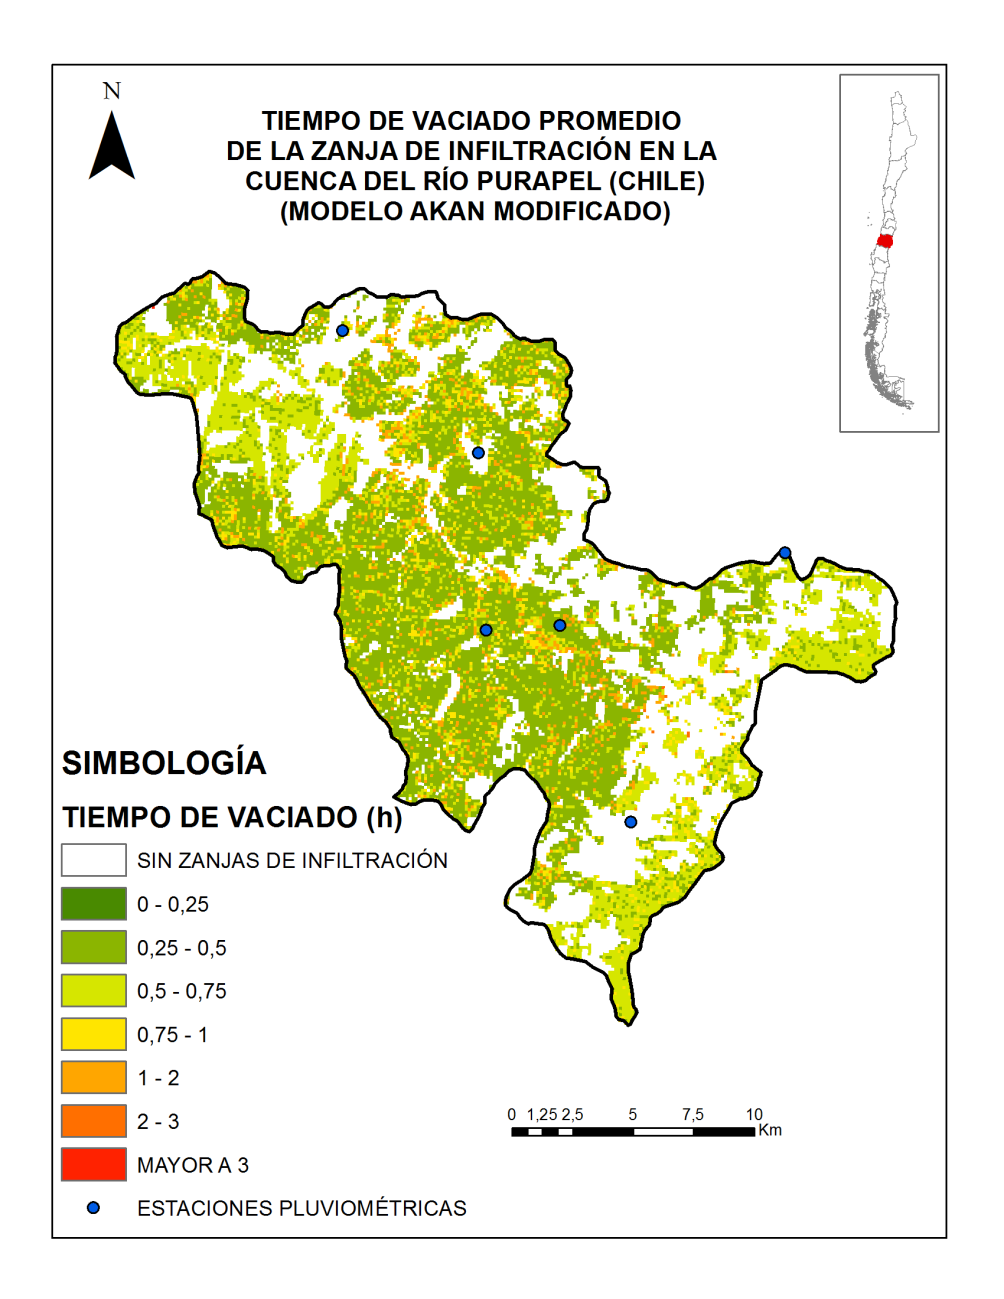 N
TIEMPO DE VACIADO PROMEDIO
DE LA ZANJA DE INFILTRACIÓN EN LA
CUENCA DEL RÍO PURAPEL (CHILE)
(MODELO AKAN MODIFICADO)
SIMBOLOGÍA
TIEMPO DE VACIADO (h)
SIN ZANJAS DE INFILTRACIÓN
0 - 0,25
0,25 - 0,5
0,5 - 0,75
0,75 - 1
1 - 2
2 - 3
MAYOR A 3
ESTACIONES PLUVIOMÉTRICAS
0 1,25 2,5 5 7,5 10
Km